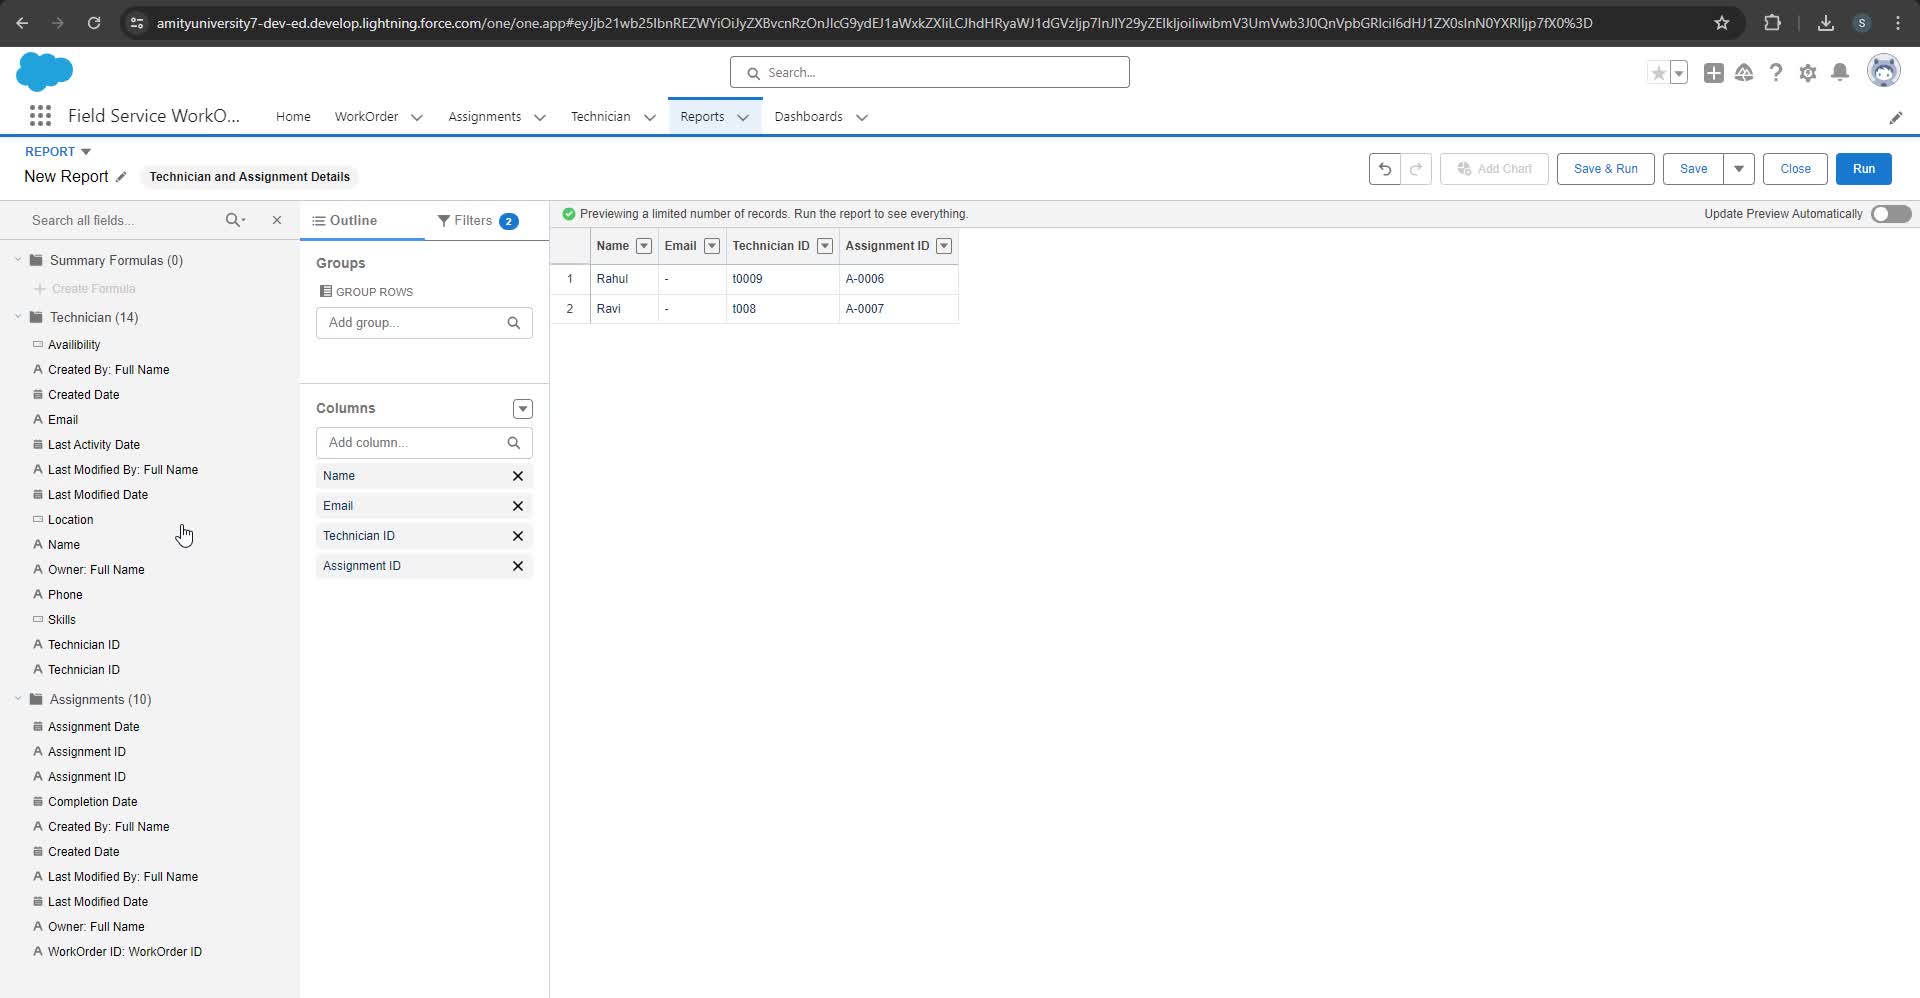 amityuniversity7-dev-ed.develop.lightning.force.com/one/one.app#eyJjb21wb25lbnREZWYiOiJyZXBvcnRzOnJlcG9ydEJ1aWxkZXIiLCJhdHRyaWJ1dGVzIjp7InJlY29yZElkIjoiIiwibmV3UmVwb3J0QnVpbGRlciI6dHJ1ZX0sInN0YXRlIjp7fX0%3D
S
Search...
Field Service WorkO...
Home
WorkOrder
Assignments
Technician
Reports
Dashboards
REPORT
New Report
Technician and Assignment Details
Add Chart
Save & Run
Save
Close
Run
Search all fields...
Summary Formulas (0)
Create Formula
Technician (14)
Availibility
Created By: Full Name
Created Date
Email
Last Activity Date
Last Modified By: Full Name
Last Modified Date
Location
Name
Owner: Full Name
Phone
Skills
Technician ID
Technician ID
Assignments (10)
Assignment Date
Assignment ID
Assignment ID
Completion Date
Created By: Full Name
Created Date
Last Modified By: Full Name
Last Modified Date
Owner: Full Name
WorkOrder ID: WorkOrder ID
Outline
Filters 2
Groups
GROUP ROWS
Add group...
Columns
Add column...
Name
Email
Technician ID
Assignment ID
Previewing a limited number of records. Run the report to see everything.
Update Preview Automatically
Name Email Technician ID Assignment ID
1 Rahul - t0009 A-0006
2 Ravi - t008 A-0007